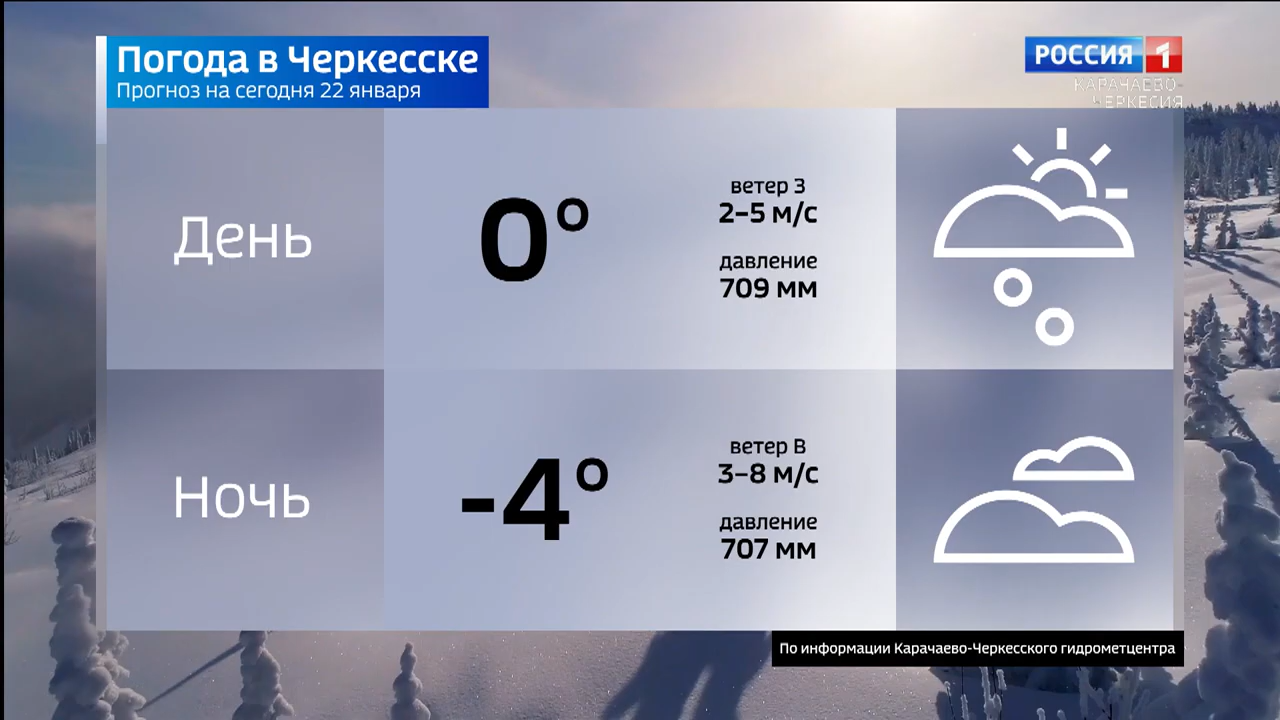 Погода в Черкесске
Прогноз на сегодня 22 января
РОССИЯ 1
КАРАЧАЕВО-
ЧЕРКЕСИЯ
День
0°
ветер З
2–5 м/с
давление
709 мм
Ночь
-4°
ветер В
3–8 м/с
давление
707 мм
По информации Карачаево-Черкесского гидрометцентра